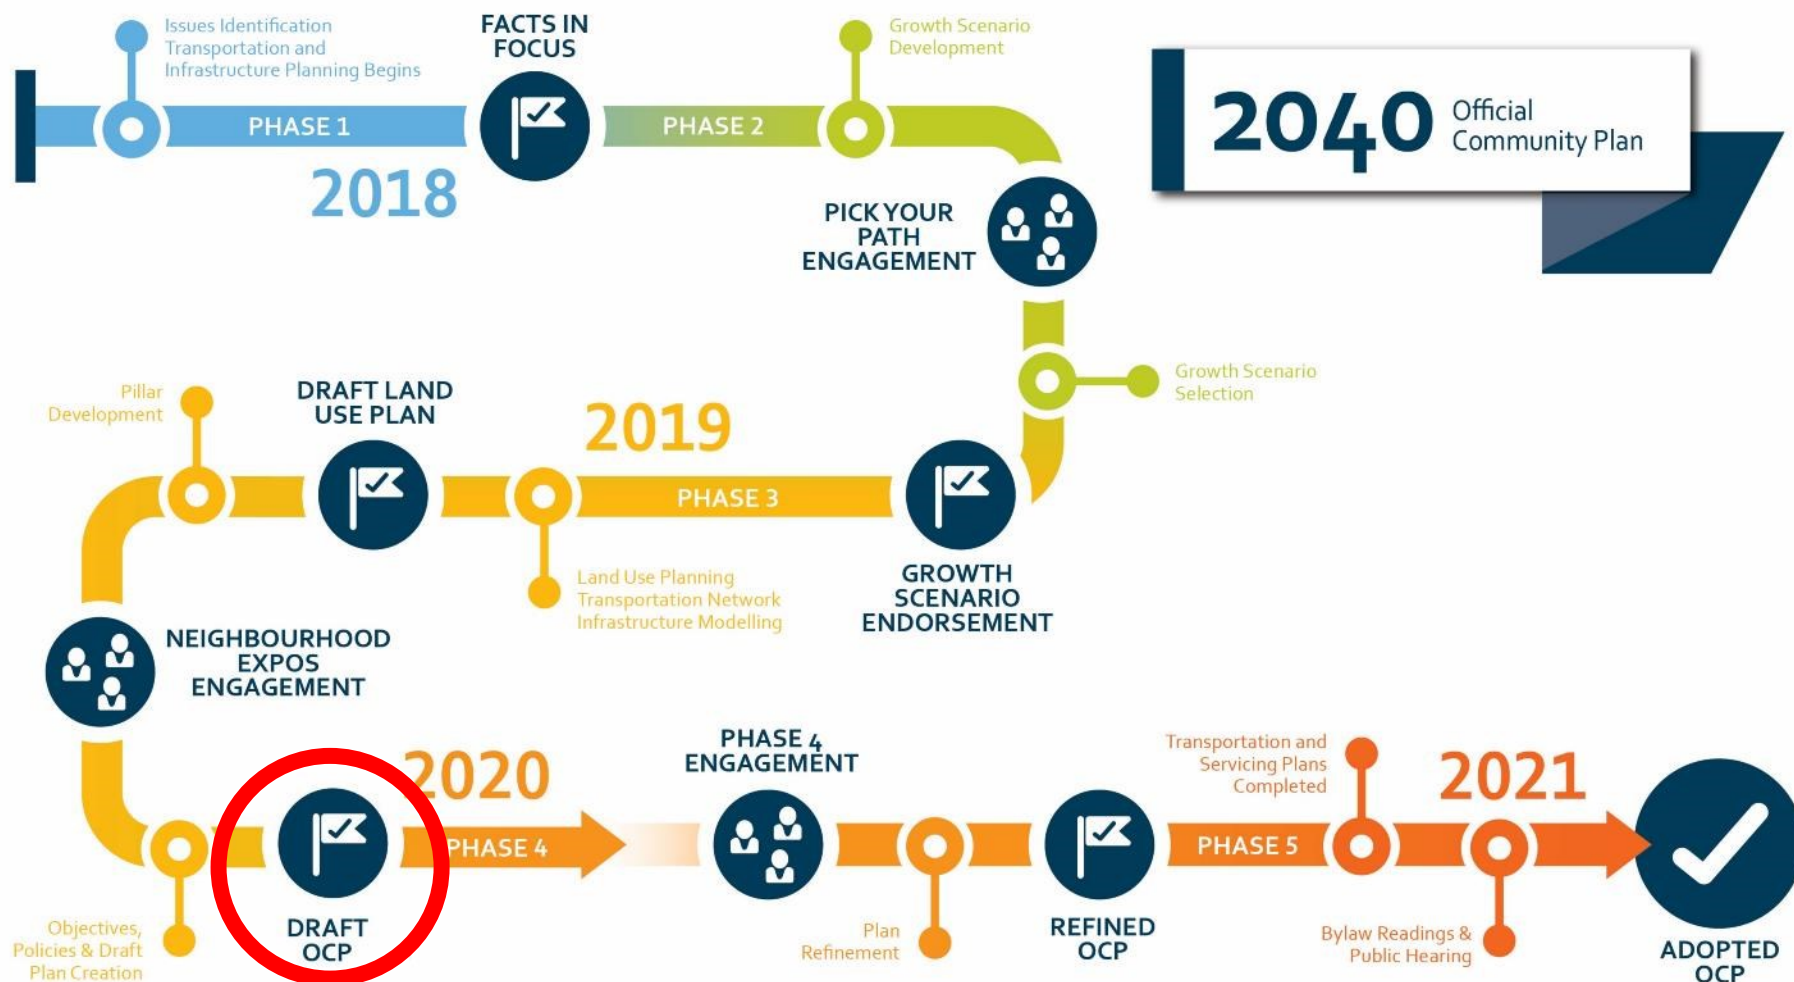 Issues Identification
Transportation and
Infrastructure Planning Begins
FACTS IN
FOCUS
Growth Scenario
Development
2040 Official
Community Plan
PHASE 1
PHASE 2
2018
PICK YOUR
PATH
ENGAGEMENT
Growth Scenario
Selection
Pillar
Development
DRAFT LAND
USE PLAN
2019
PHASE 3
Land Use Planning
Transportation Network
Infrastructure Modelling
GROWTH
SCENARIO
ENDORSEMENT
NEIGHBOURHOOD
EXPOS
ENGAGEMENT
2020
PHASE 4
ENGAGEMENT
Transportation and
Servicing Plans
Completed
2021
PHASE 4
PHASE 5
Objectives,
Policies & Draft
Plan Creation
DRAFT
OCP
Plan
Refinement
REFINED
OCP
Bylaw Readings &
Public Hearing
ADOPTED
OCP